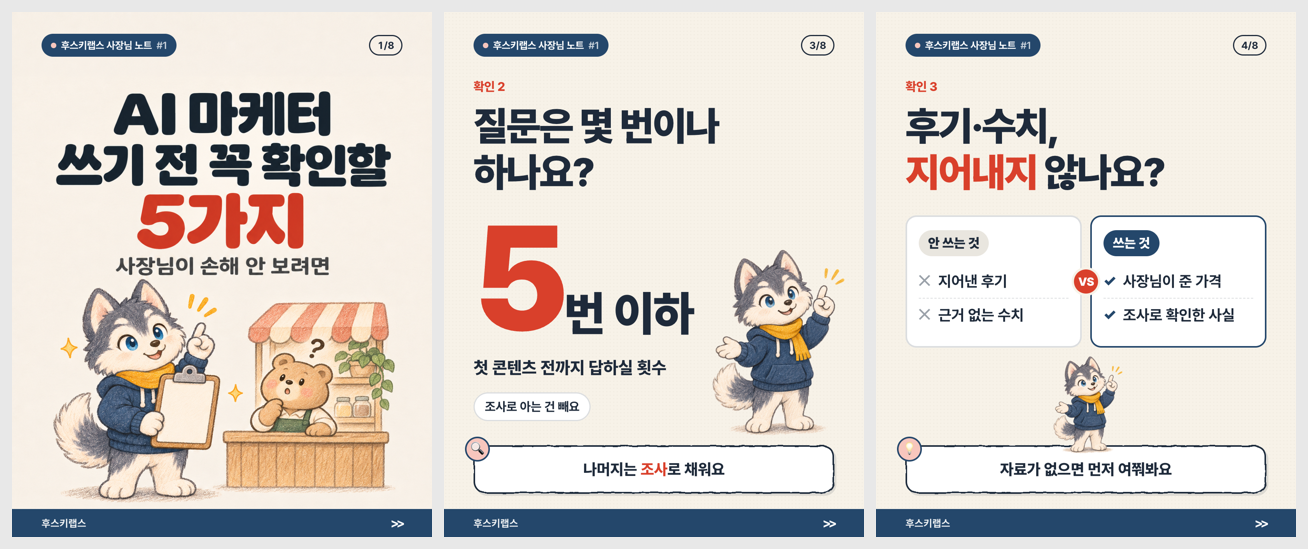 후스키랩스 사장님 노트 #1
1/8
AI 마케터
쓰기 전 꼭 확인할
5가지
사장님이 손해 안 보려면
?
후스키랩스
>>
후스키랩스 사장님 노트 #1
3/8
확인 2
질문은 몇 번이나
하나요?
5번 이하
첫 콘텐츠 전까지 답하실 횟수
조사로 아는 건 빼요
나머지는 조사로 채워요
후스키랩스
>>
후스키랩스 사장님 노트 #1
4/8
확인 3
후기·수치,
지어내지 않나요?
안 쓰는 것
지어낸 후기
근거 없는 수치
VS
쓰는 것
사장님이 준 가격
조사로 확인한 사실
자료가 없으면 먼저 여쭤봐요
후스키랩스
>>